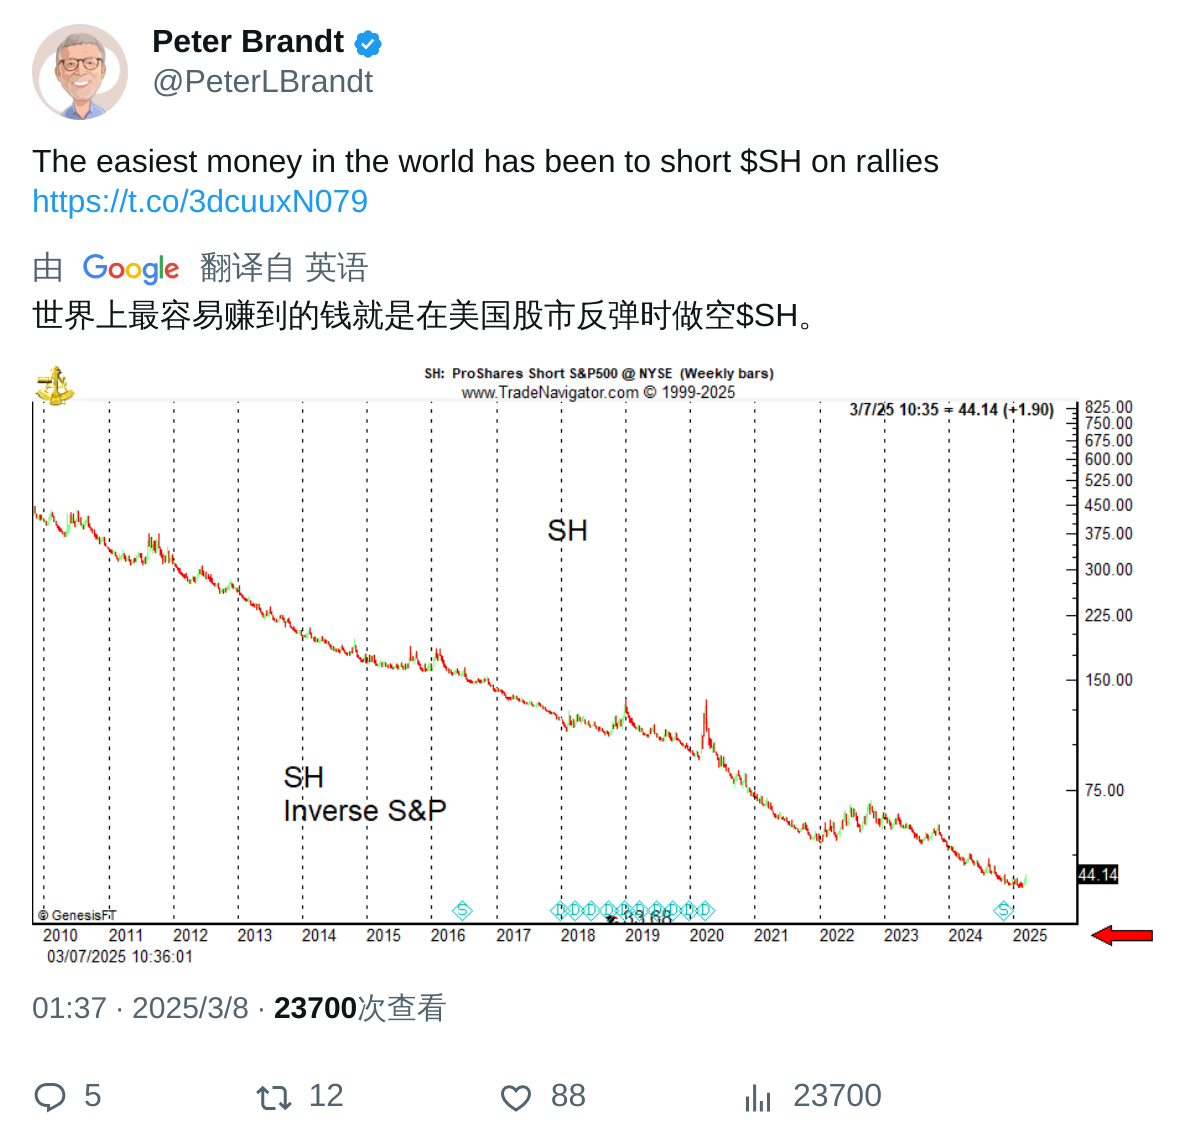 Peter Brandt
@PeterLBrandt
The easiest money in the world has been to short $SH on rallies
https://t.co/3dcuuxN079
由 Google 翻译自 英语
世界上最容易赚到的钱就是在美国股市反弹时做空$SH。
SH: ProShares Short S&P500 @ NYSE (Weekly bars)
www.TradeNavigator.com © 1999-2025
3/7/25 10:35 = 44.14 (+1.90)
825.00
750.00
675.00
600.00
525.00
450.00
375.00
300.00
225.00
150.00
75.00
44.14
SH
SH
Inverse S&P
© GenesisFT
S
D D D D D D D D D D
S
2010 2011 2012 2013 2014 2015 2016 2017 2018 2019 2020 2021 2022 2023 2024 2025
03/07/2025 10:36:01
01:37 · 2025/3/8 · 23700次查看
5 12 88 23700